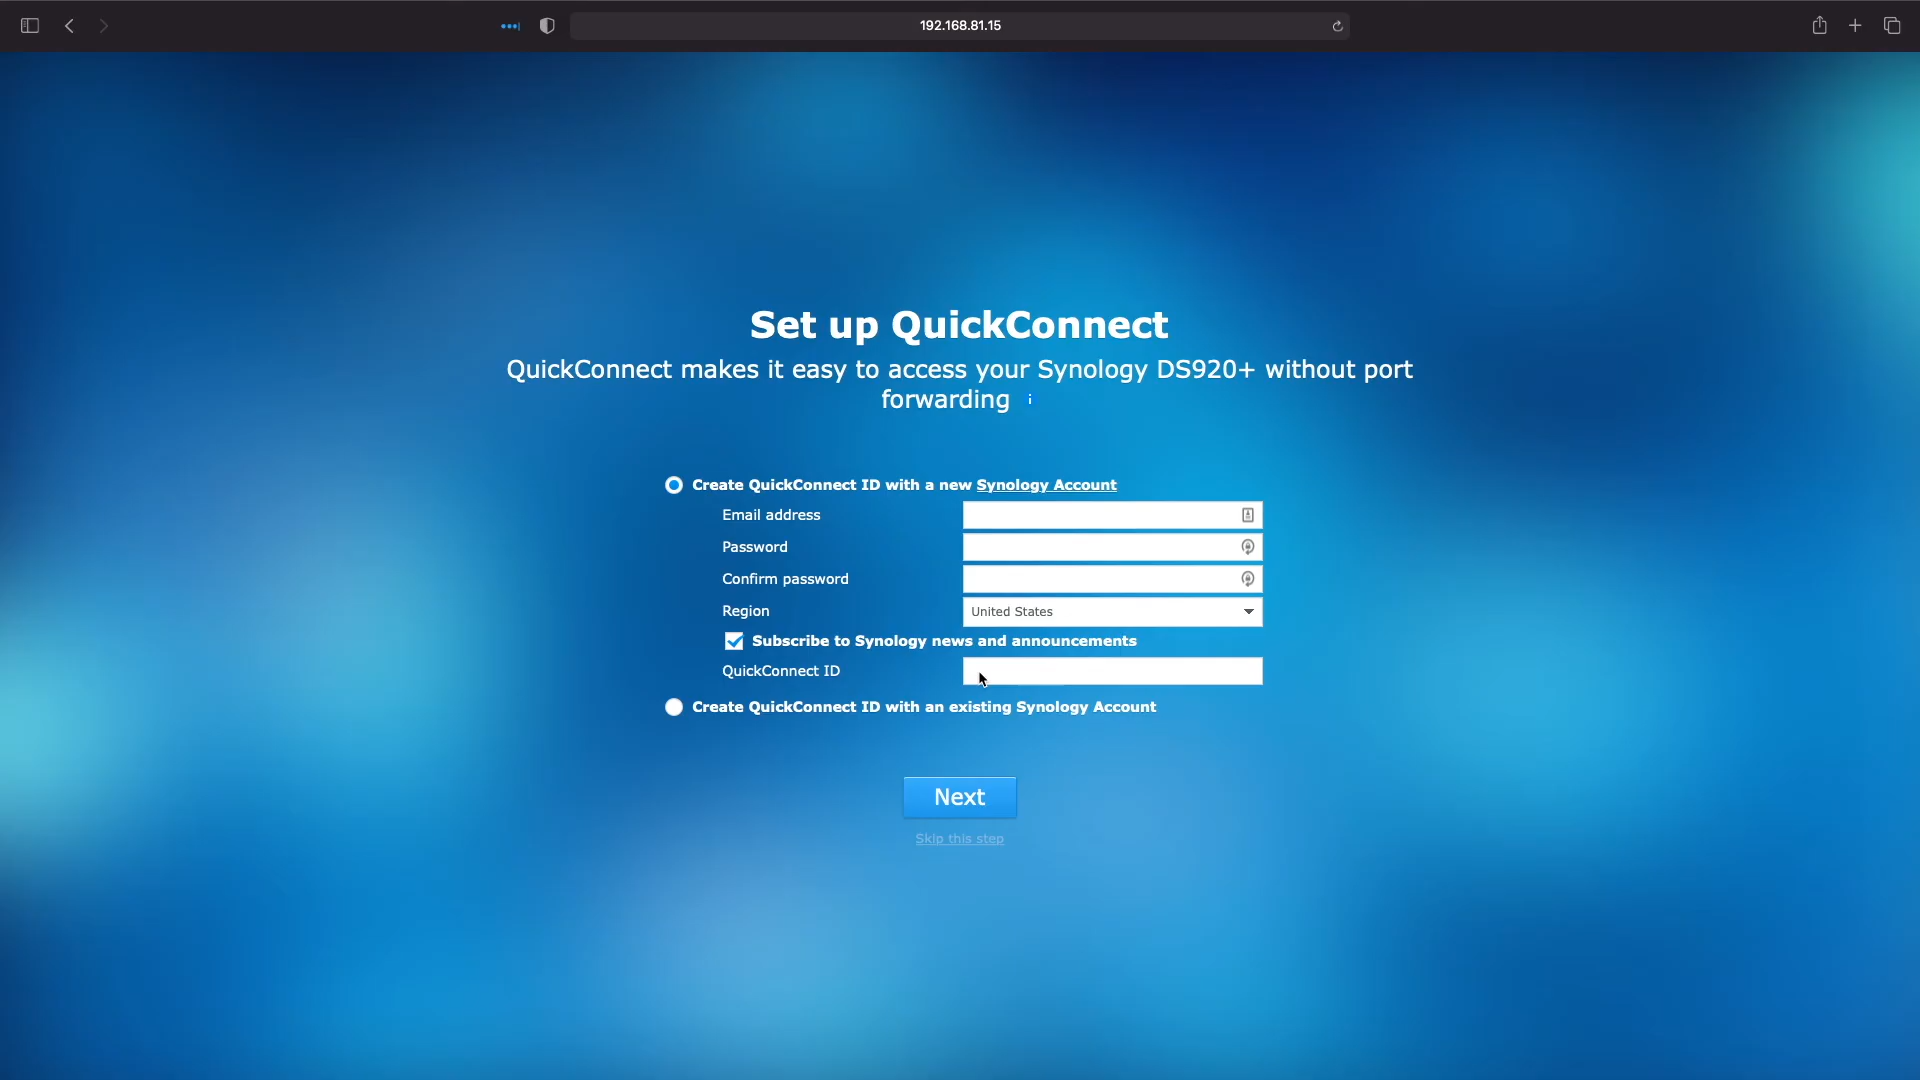 192.168.81.15
Set up QuickConnect
QuickConnect makes it easy to access your Synology DS920+ without port
forwarding i
Create QuickConnect ID with a new Synology Account
Email address
Password
Confirm password
Region United States
Subscribe to Synology news and announcements
QuickConnect ID
Create QuickConnect ID with an existing Synology Account
Next
Skip this step